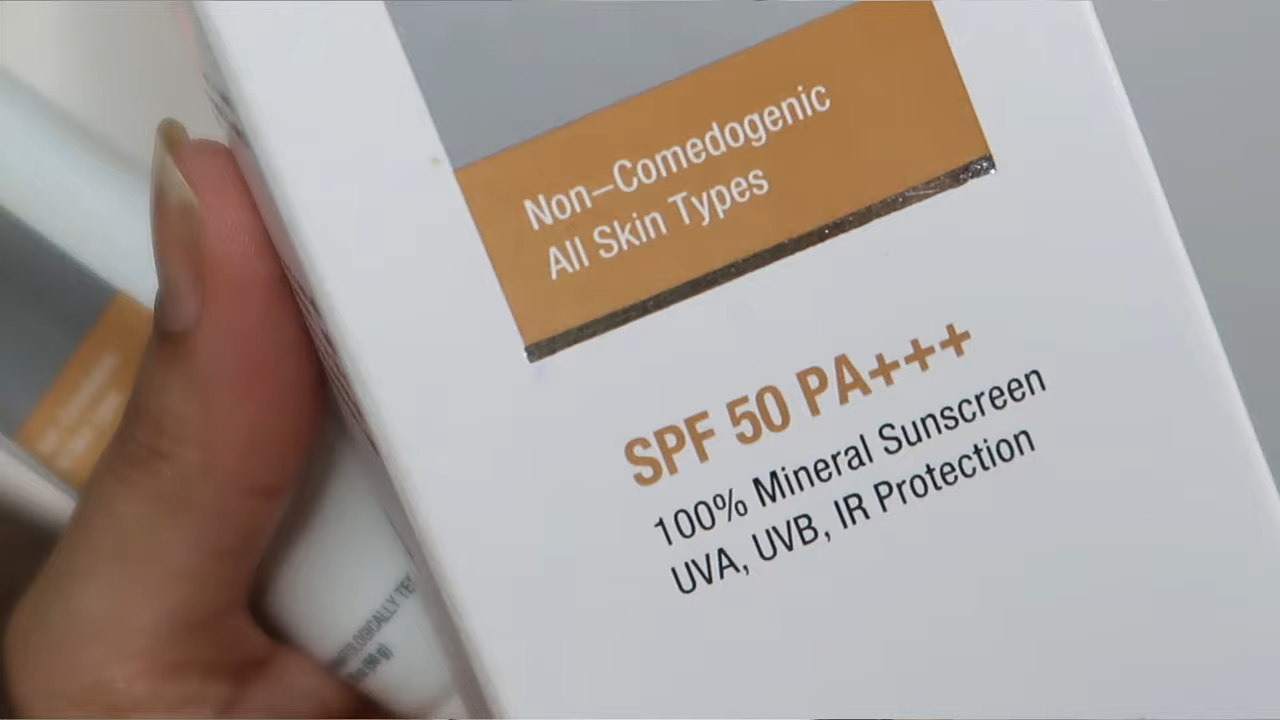 Non-Comedogenic
All Skin Types
SPF 50 PA+++
100% Mineral Sunscreen
UVA, UVB, IR Protection